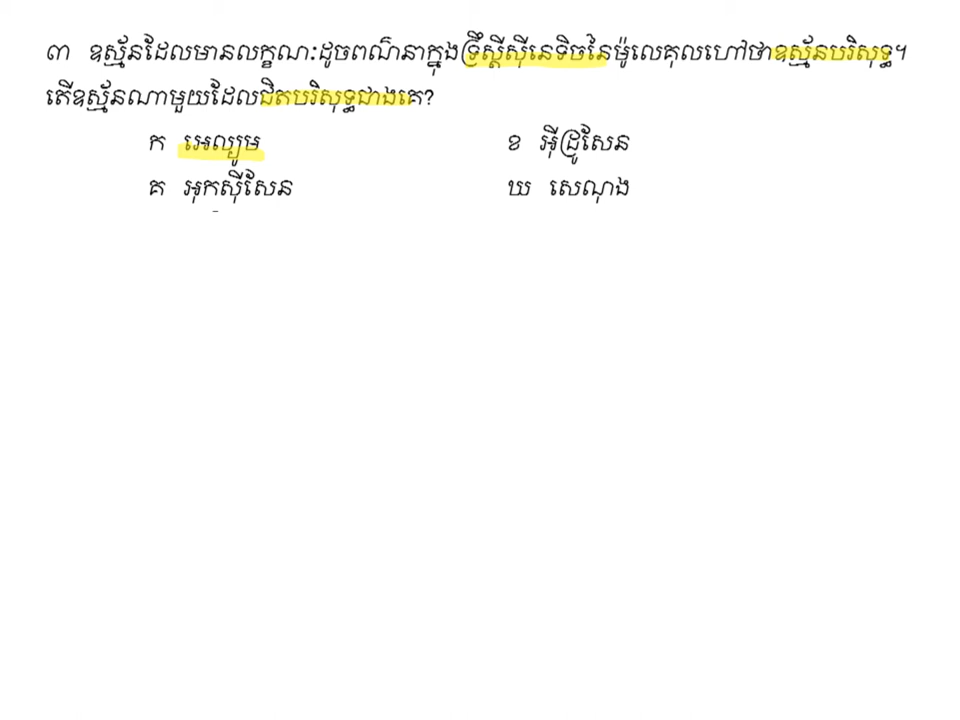 ៣ ឧស្ម័នដែលមានលក្ខណៈដូចពណ៌នាក្នុងទ្រឹស្តីស៊ីនេទិចនៃម៉ូលេគុលហៅថាឧស្ម័នបរិសុទ្ធ។
តើឧស្ម័នណាមួយដែលជិតបរិសុទ្ធជាងគេ?
ក អេល្យូម ខ អ៊ីដ្រូសែន
គ អុកស៊ីសែន ឃ សេណុង